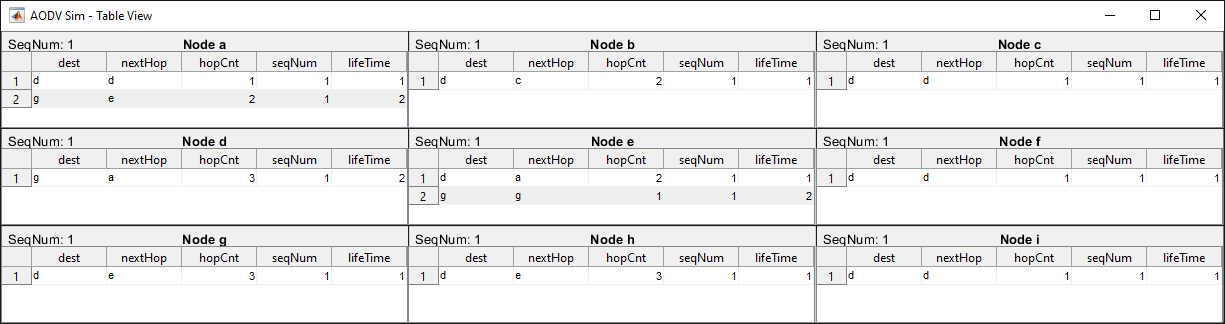 AODV Sim - Table View
SeqNum: 1 Node a
dest nextHop hopCnt seqNum lifeTime
1 d d 1 1 1
2 g e 2 1 2
SeqNum: 1 Node b
dest nextHop hopCnt seqNum lifeTime
1 d c 2 1 1
SeqNum: 1 Node c
dest nextHop hopCnt seqNum lifeTime
1 d d 1 1 1
SeqNum: 1 Node d
dest nextHop hopCnt seqNum lifeTime
1 g a 3 1 2
SeqNum: 1 Node e
dest nextHop hopCnt seqNum lifeTime
1 d a 2 1 1
2 g g 1 1 2
SeqNum: 1 Node f
dest nextHop hopCnt seqNum lifeTime
1 d d 1 1 1
SeqNum: 1 Node g
dest nextHop hopCnt seqNum lifeTime
1 d e 3 1 1
SeqNum: 1 Node h
dest nextHop hopCnt seqNum lifeTime
1 d e 3 1 1
SeqNum: 1 Node i
dest nextHop hopCnt seqNum lifeTime
1 d d 1 1 1